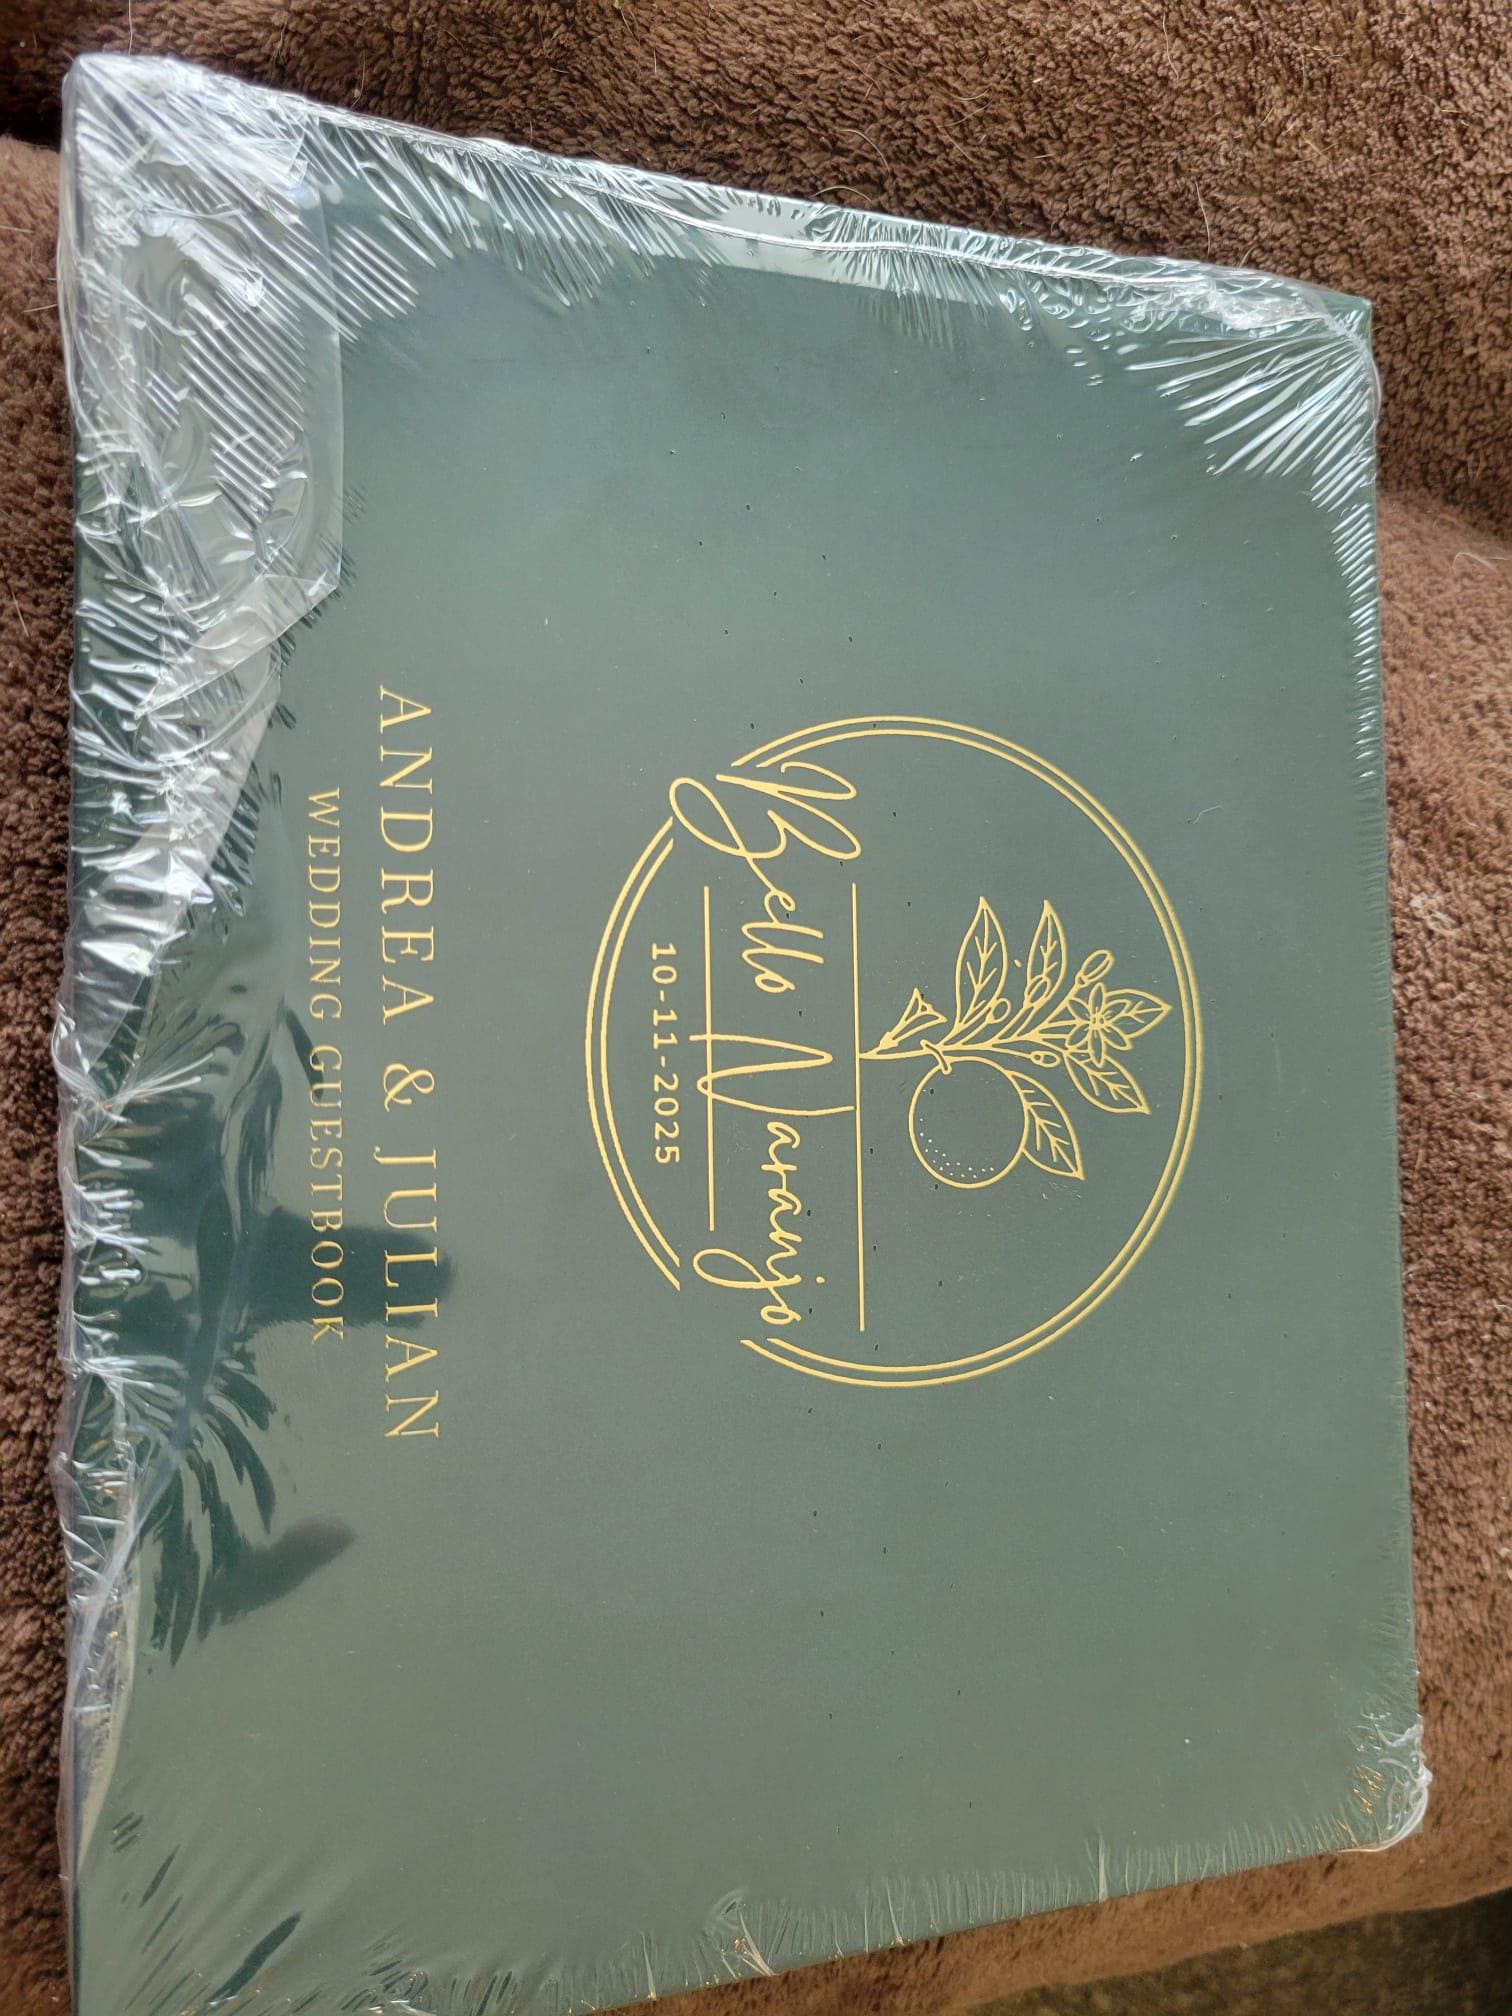 Bello Naranjo
10-11-2025
ANDREA & JULIAN
WEDDING GUESTBOOK